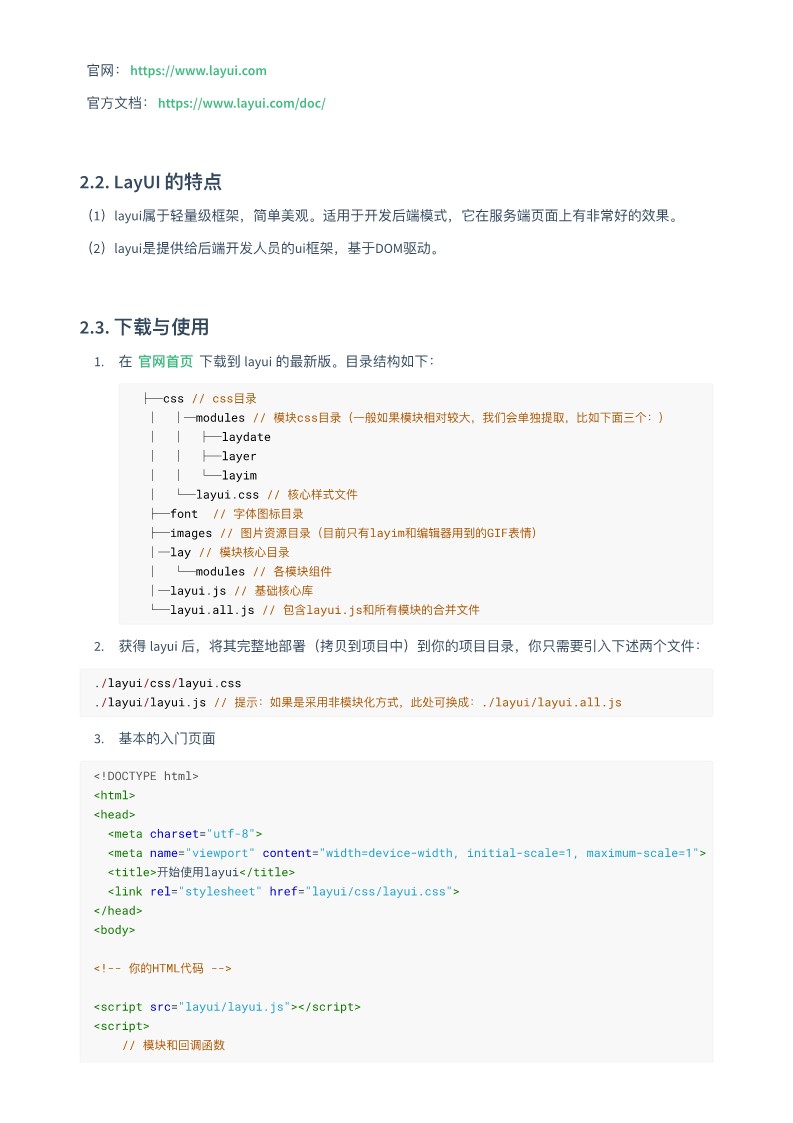 官网： https://www.layui.com
官方文档： https://www.layui.com/doc/
2.2. LayUI 的特点
（1）layui属于轻量级框架，简单美观。适用于开发后端模式，它在服务端页面上有非常好的效果。
（2）layui是提供给后端开发人员的ui框架，基于DOM驱动。
2.3. 下载与使用
1. 在 官网首页 下载到 layui 的最新版。目录结构如下：
├─css // css目录
│  │─modules // 模块css目录（一般如果模块相对较大，我们会单独提取，比如下面三个：）
│  │  ├─laydate
│  │  ├─layer
│  │  └─layim
│  └─layui.css // 核心样式文件
├─font  // 字体图标目录
├─images // 图片资源目录（目前只有layim和编辑器用到的GIF表情）
│─lay // 模块核心目录
│  └─modules // 各模块组件
│─layui.js // 基础核心库
└─layui.all.js // 包含layui.js和所有模块的合并文件
2. 获得 layui 后，将其完整地部署（拷贝到项目中）到你的项目目录，你只需要引入下述两个文件：
./layui/css/layui.css
./layui/layui.js // 提示：如果是采用非模块化方式，此处可换成：./layui/layui.all.js
3. 基本的入门页面
<!DOCTYPE html>
<html>
<head>
  <meta charset="utf-8">
  <meta name="viewport" content="width=device-width, initial-scale=1, maximum-scale=1">
  <title>开始使用layui</title>
  <link rel="stylesheet" href="layui/css/layui.css">
</head>
<body>
<!-- 你的HTML代码 -->
<script src="layui/layui.js"></script>
<script>
    // 模块和回调函数